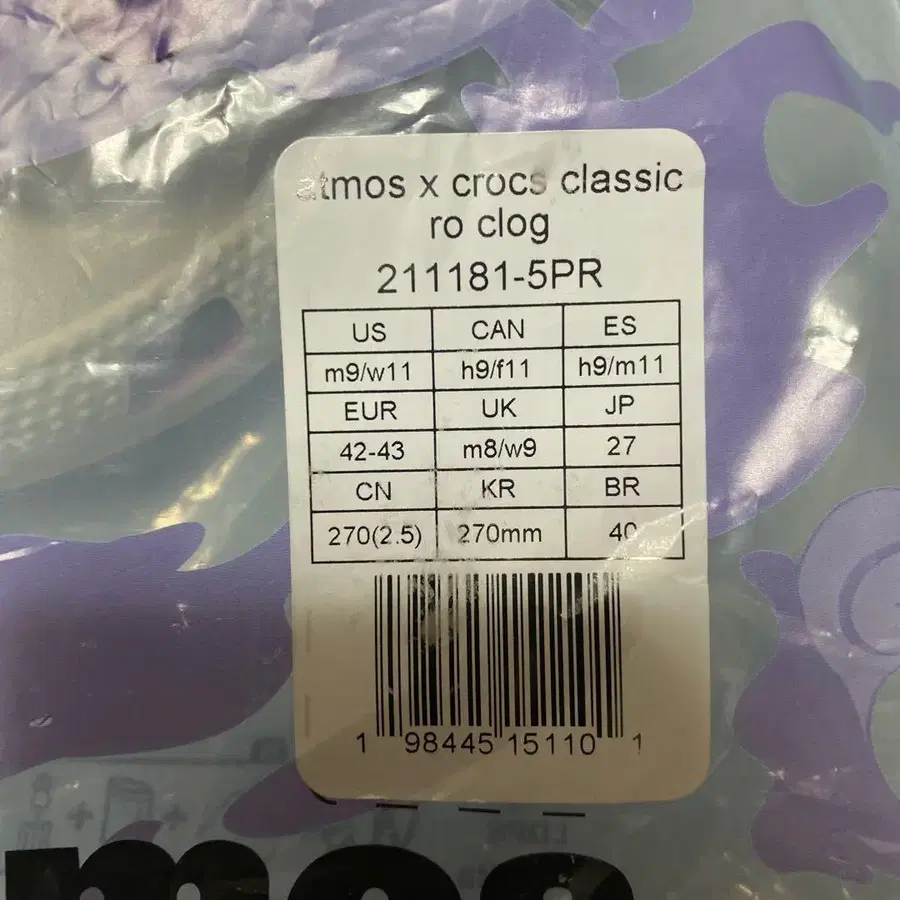 atmos x crocs classic
ro clog
211181-5PR
US CAN ES
m9/w11 h9/f11 h9/m11
EUR UK JP
42-43 m8/w9 27
CN KR BR
270(2.5) 270mm 40
1 98445 15110 1